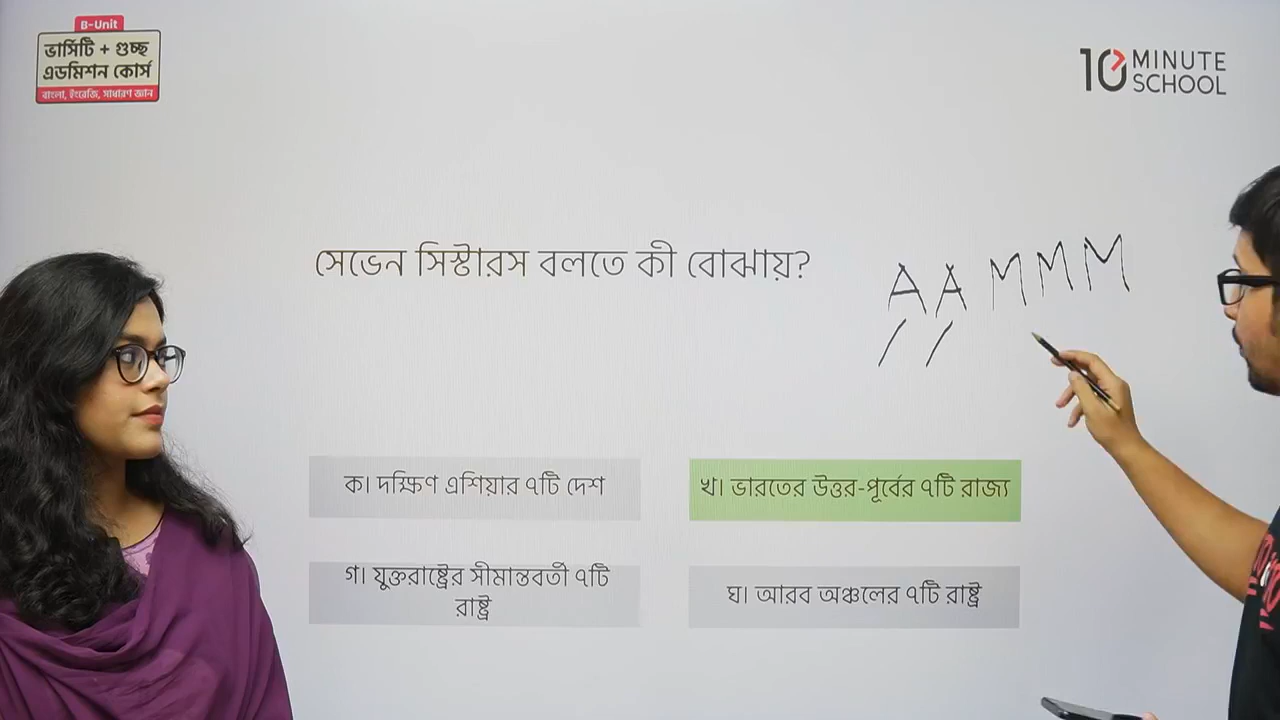 B-Unit
ভার্সিটি + গুচ্ছ
এডমিশন কোর্স
বাংলা, ইংরেজি, সাধারণ জ্ঞান
10 MINUTE
SCHOOL
সেভেন সিস্টারস বলতে কী বোঝায়?
A A M M M
ক। দক্ষিণ এশিয়ার ৭টি দেশ
খ। ভারতের উত্তর-পূর্বের ৭টি রাজ্য
গ। যুক্তরাষ্ট্রের সীমান্তবর্তী ৭টি
রাষ্ট্র
ঘ। আরব অঞ্চলের ৭টি রাষ্ট্র